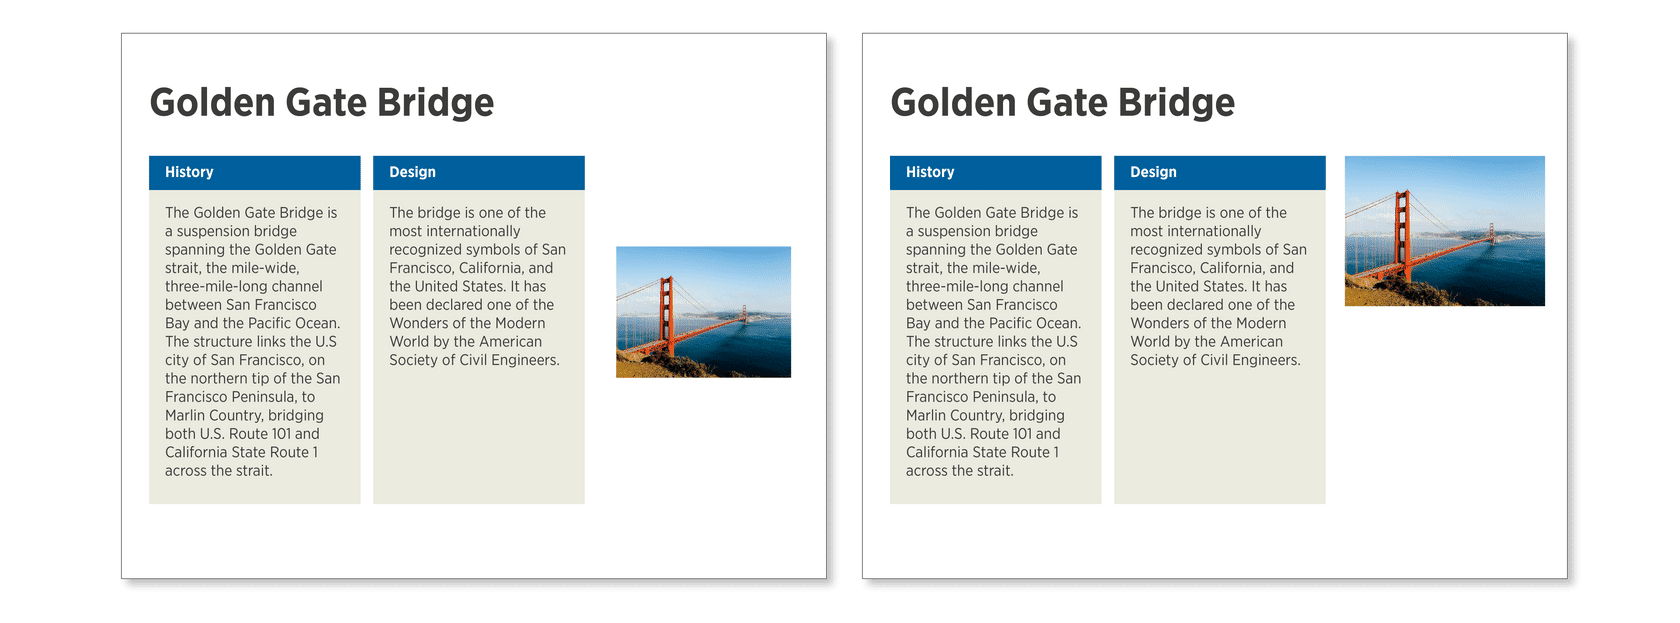 Golden Gate Bridge
History
The Golden Gate Bridge is
a suspension bridge
spanning the Golden Gate
strait, the mile-wide,
three-mile-long channel
between San Francisco
Bay and the Pacific Ocean.
The structure links the U.S
city of San Francisco, on
the northern tip of the San
Francisco Peninsula, to
Marlin Country, bridging
both U.S. Route 101 and
California State Route 1
across the strait.
Design
The bridge is one of the
most internationally
recognized symbols of San
Francisco, California, and
the United States. It has
been declared one of the
Wonders of the Modern
World by the American
Society of Civil Engineers.
Golden Gate Bridge
History
The Golden Gate Bridge is
a suspension bridge
spanning the Golden Gate
strait, the mile-wide,
three-mile-long channel
between San Francisco
Bay and the Pacific Ocean.
The structure links the U.S
city of San Francisco, on
the northern tip of the San
Francisco Peninsula, to
Marlin Country, bridging
both U.S. Route 101 and
California State Route 1
across the strait.
Design
The bridge is one of the
most internationally
recognized symbols of San
Francisco, California, and
the United States. It has
been declared one of the
Wonders of the Modern
World by the American
Society of Civil Engineers.